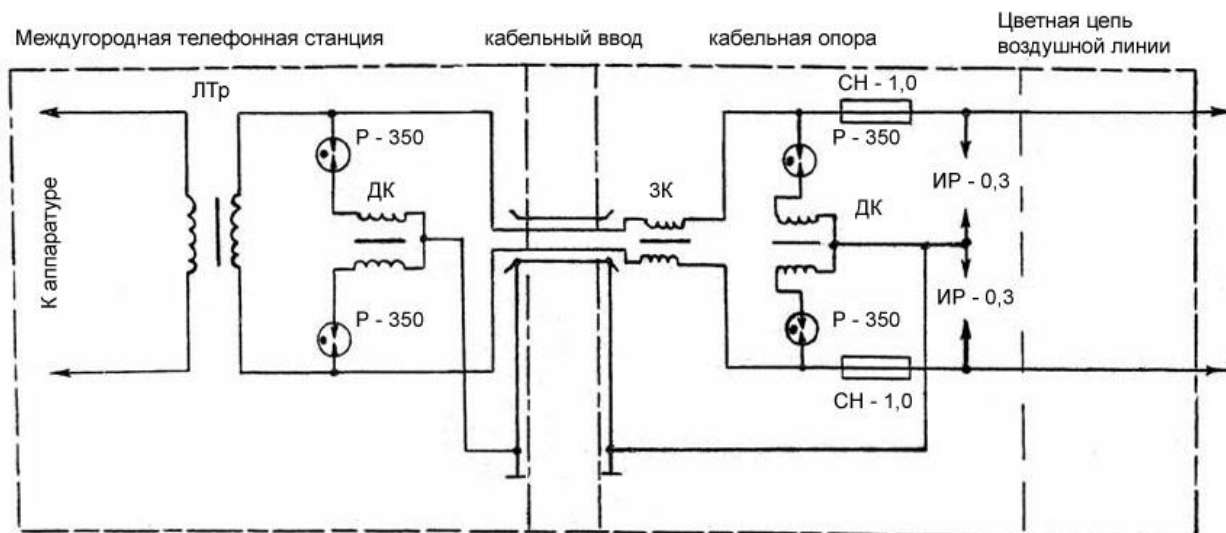 Междугородная телефонная станция
кабельный ввод
кабельная опора
Цветная цепь
воздушной линии
ЛТр
СН - 1,0
Р - 350
Р - 350
ИР - 0,3
ДК
ЗК
ДК
К аппаратуре
ИР - 0,3
Р - 350
Р - 350
СН - 1,0